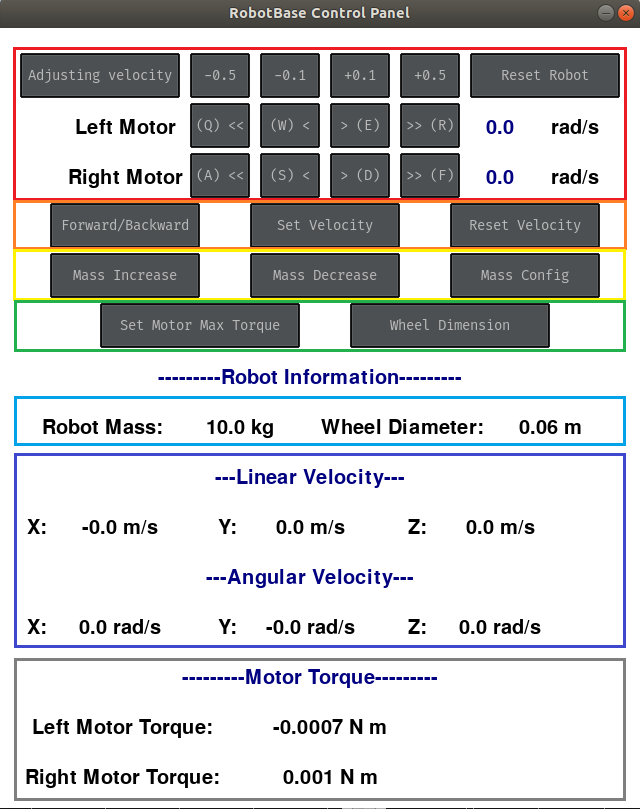 RobotBase Control Panel
Adjusting velocity -0.5 -0.1 +0.1 +0.5 Reset Robot
Left Motor (Q) << (W) < > (E) >> (R) 0.0 rad/s
Right Motor (A) << (S) < > (D) >> (F) 0.0 rad/s
Forward/Backward Set Velocity Reset Velocity
Mass Increase Mass Decrease Mass Config
Set Motor Max Torque Wheel Dimension
---------Robot Information---------
Robot Mass: 10.0 kg Wheel Diameter: 0.06 m
---Linear Velocity---
X: -0.0 m/s Y: 0.0 m/s Z: 0.0 m/s
---Angular Velocity---
X: 0.0 rad/s Y: -0.0 rad/s Z: 0.0 rad/s
---------Motor Torque---------
Left Motor Torque: -0.0007 N m
Right Motor Torque: 0.001 N m